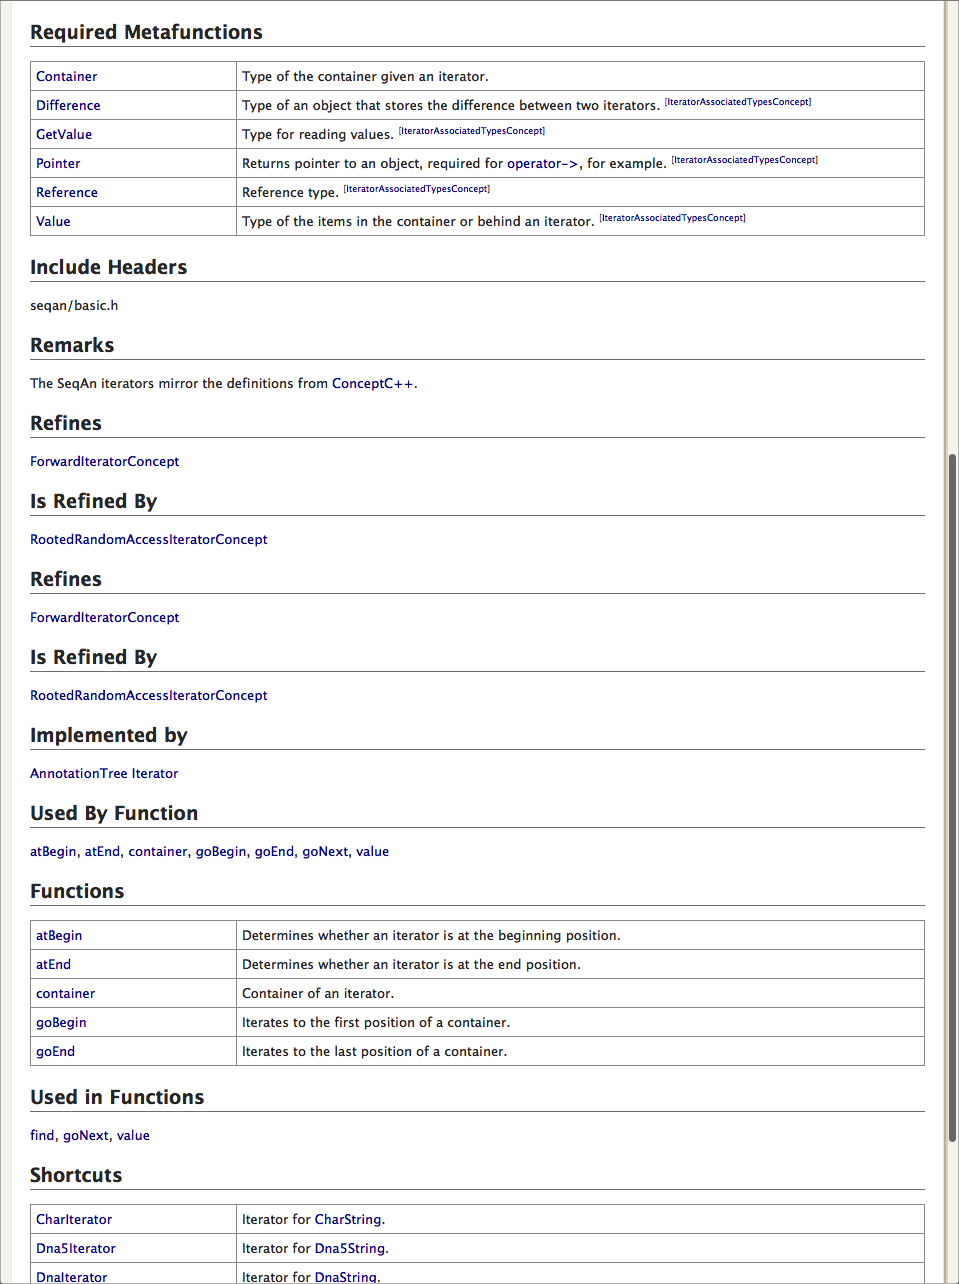 Required Metafunctions
Container Type of the container given an iterator.
Difference Type of an object that stores the difference between two iterators. [IteratorAssociatedTypesConcept]
GetValue Type for reading values. [IteratorAssociatedTypesConcept]
Pointer Returns pointer to an object, required for operator->, for example. [IteratorAssociatedTypesConcept]
Reference Reference type. [IteratorAssociatedTypesConcept]
Value Type of the items in the container or behind an iterator. [IteratorAssociatedTypesConcept]
Include Headers
seqan/basic.h
Remarks
The SeqAn iterators mirror the definitions from ConceptC++.
Refines
ForwardIteratorConcept
Is Refined By
RootedRandomAccessIteratorConcept
Refines
ForwardIteratorConcept
Is Refined By
RootedRandomAccessIteratorConcept
Implemented by
AnnotationTree Iterator
Used By Function
atBegin, atEnd, container, goBegin, goEnd, goNext, value
Functions
atBegin Determines whether an iterator is at the beginning position.
atEnd Determines whether an iterator is at the end position.
container Container of an iterator.
goBegin Iterates to the first position of a container.
goEnd Iterates to the last position of a container.
Used in Functions
find, goNext, value
Shortcuts
CharIterator Iterator for CharString.
Dna5Iterator Iterator for Dna5String.
DnaIterator Iterator for DnaString.